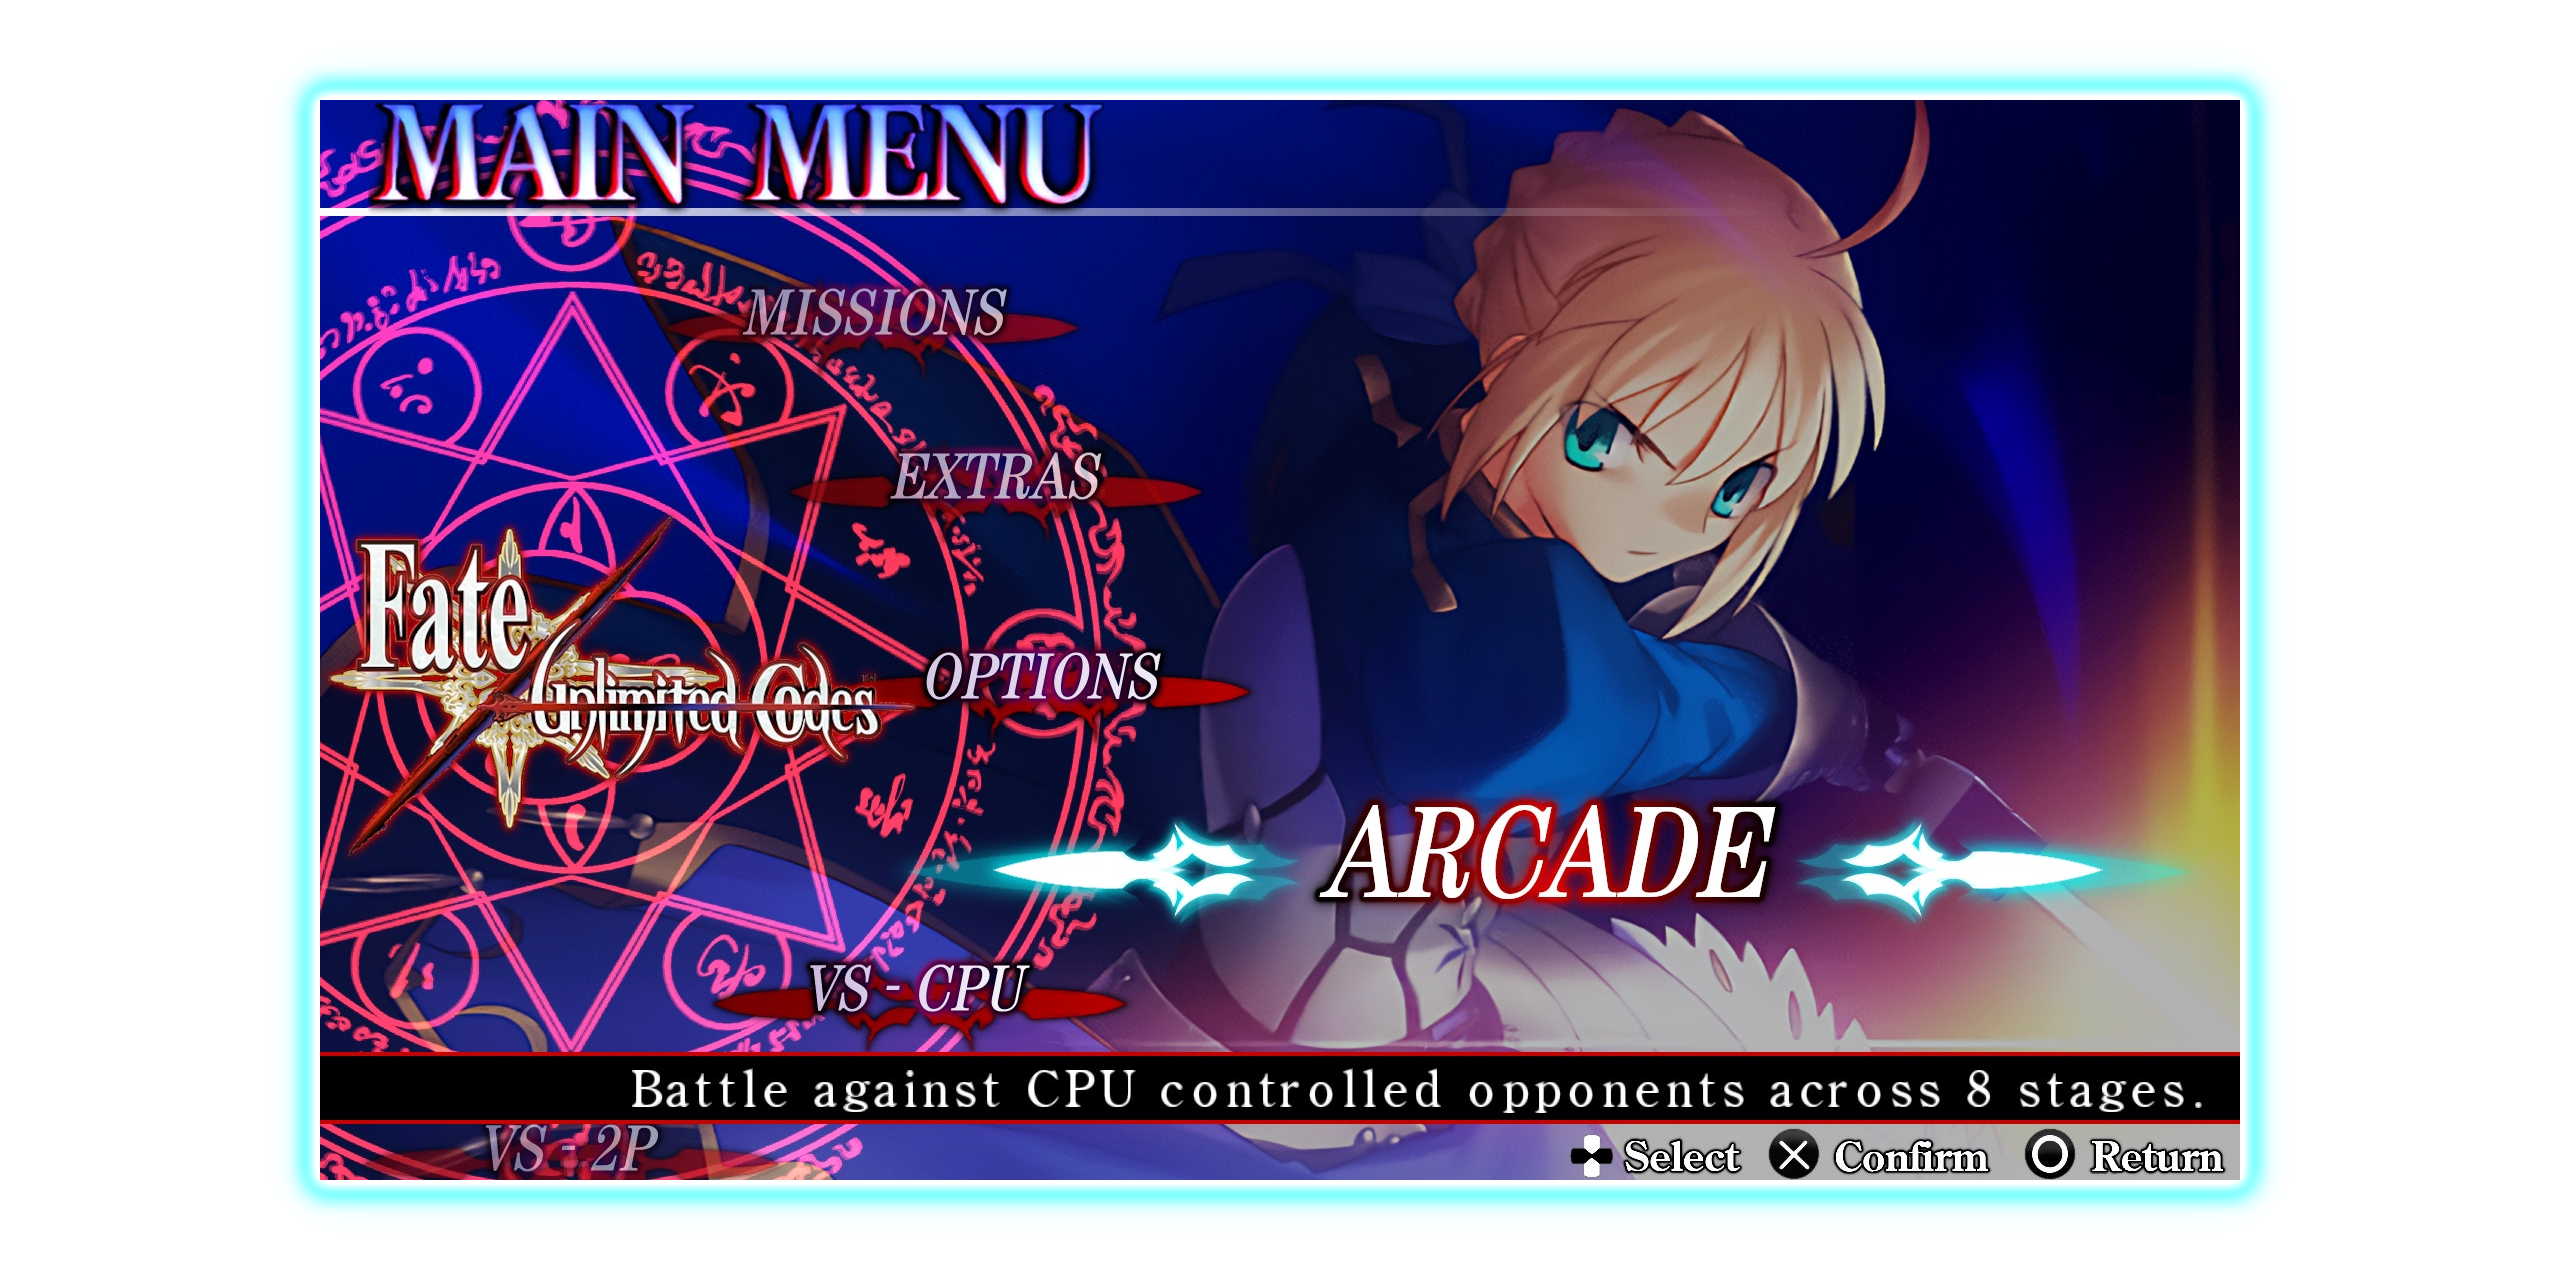 MAIN MENU
MISSIONS
EXTRAS
Fate
unlimited codes
TM
OPTIONS
ARCADE
VS - CPU
Battle against CPU controlled opponents across 8 stages.
VS - 2P
Select Confirm Return